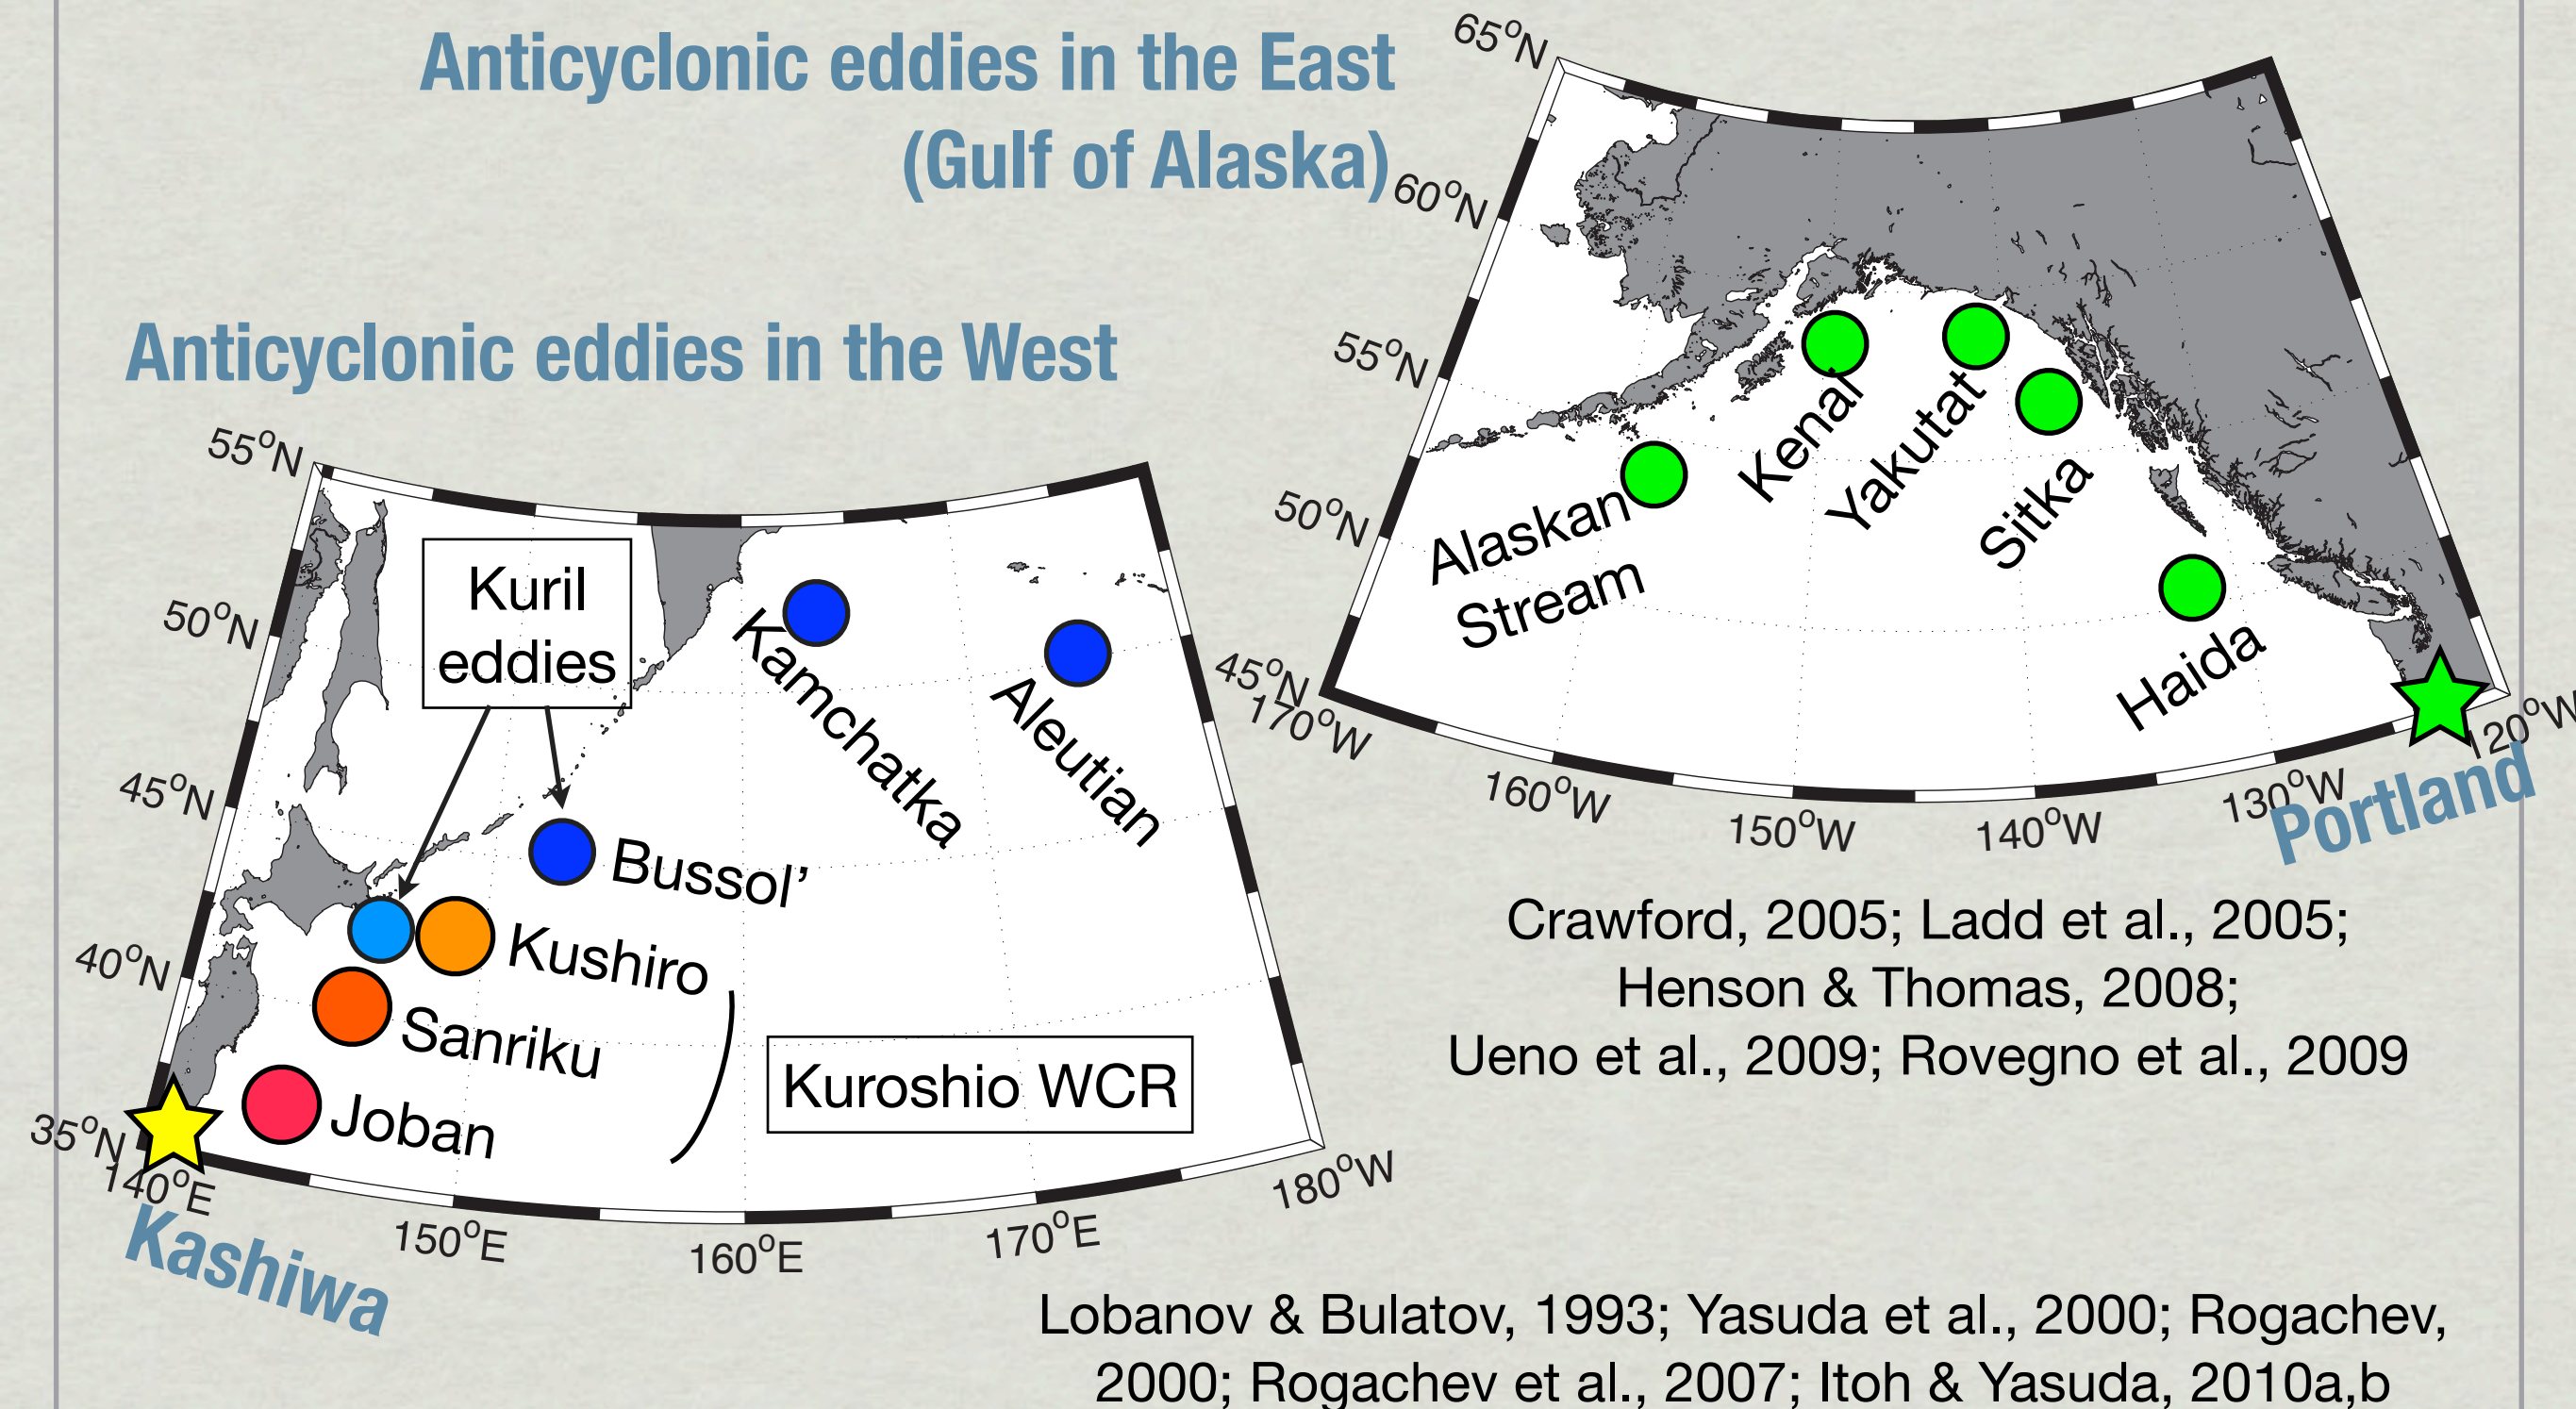 Anticyclonic eddies in the East
(Gulf of Alaska)
65°N
60°N
55°N
50°N
45°N
170°W
160°W
150°W
140°W
130°W
120°W
Kenai
Yakutat
Sitka
Alaskan
Stream
Haida
Portland
Anticyclonic eddies in the West
55°N
50°N
45°N
40°N
35°N
140°E
150°E
160°E
170°E
180°W
Kuril
eddies
Kamchatka
Aleutian
Bussol’
Kushiro
Sanriku
Joban
Kuroshio WCR
Kashiwa
Crawford, 2005; Ladd et al., 2005;
Henson & Thomas, 2008;
Ueno et al., 2009; Rovegno et al., 2009
Lobanov & Bulatov, 1993; Yasuda et al., 2000; Rogachev,
2000; Rogachev et al., 2007; Itoh & Yasuda, 2010a,b